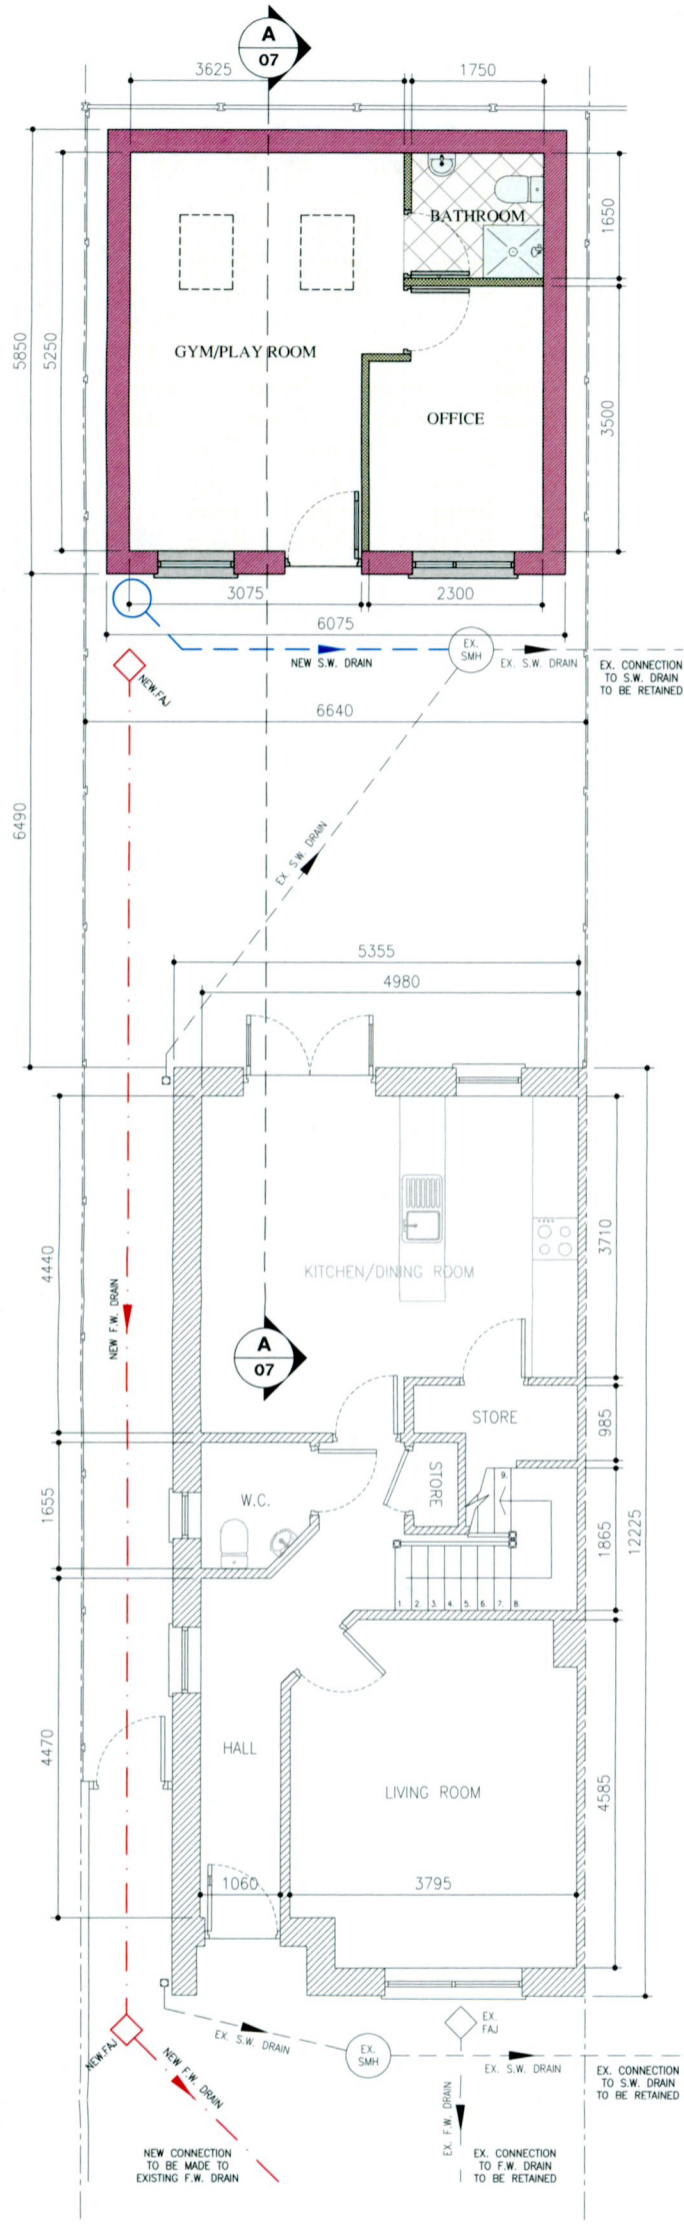 A
07
3625
1750
5850
5250
1650
BATHROOM
GYM/PLAY ROOM
OFFICE
3500
3075
2300
6075
NEW S.W. DRAIN
EX.
SMH
EX. S.W. DRAIN
EX. CONNECTION
TO S.W. DRAIN
TO BE RETAINED
NEW.FAJ
6640
6490
EX. S.W. DRAIN
5355
4980
4440
3710
KITCHEN/DINING ROOM
NEW F.W. DRAIN
A
07
STORE
985
STORE
9.
W.C.
1655
1865
12225
1.
2.
3.
4.
5.
6.
7.
8.
HALL
4470
LIVING ROOM
4585
1060
3795
NEW.FAJ
NEW F.W. DRAIN
EX. S.W. DRAIN
EX.
SMH
EX.
FAJ
EX. S.W. DRAIN
EX. CONNECTION
TO S.W. DRAIN
TO BE RETAINED
EX. F.W. DRAIN
NEW CONNECTION
TO BE MADE TO
EXISTING F.W. DRAIN
EX. CONNECTION
TO F.W. DRAIN
TO BE RETAINED